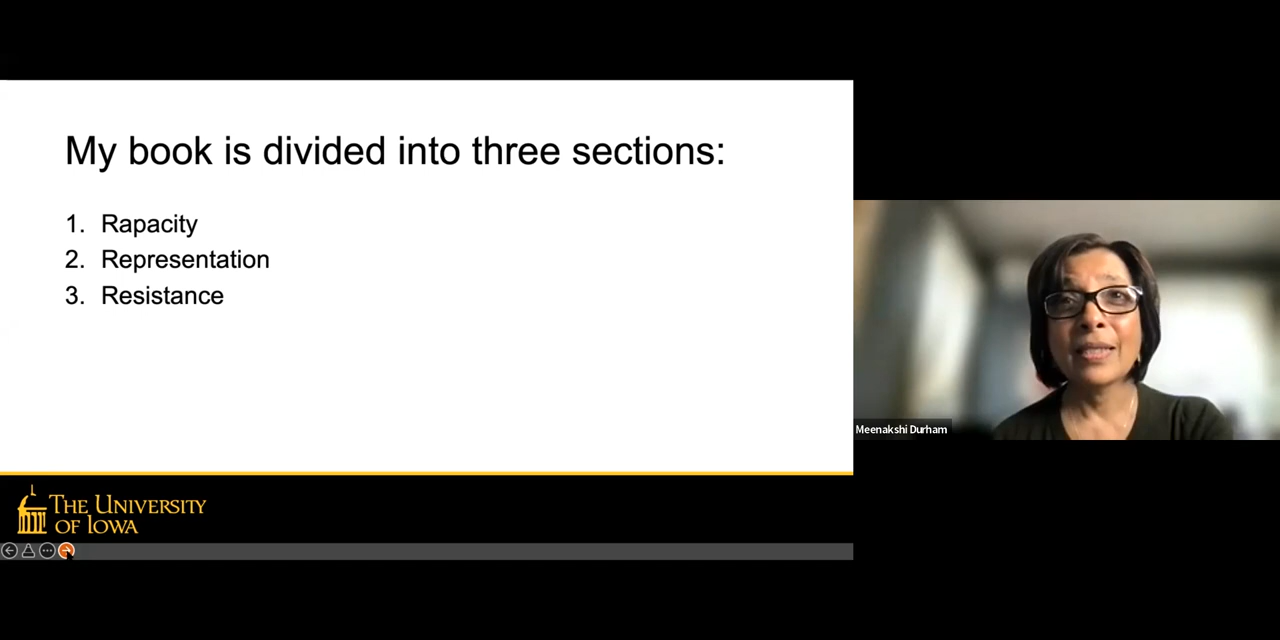 My book is divided into three sections:
1. Rapacity
2. Representation
3. Resistance
Meenakshi Durham
THE UNIVERSITY
OF IOWA